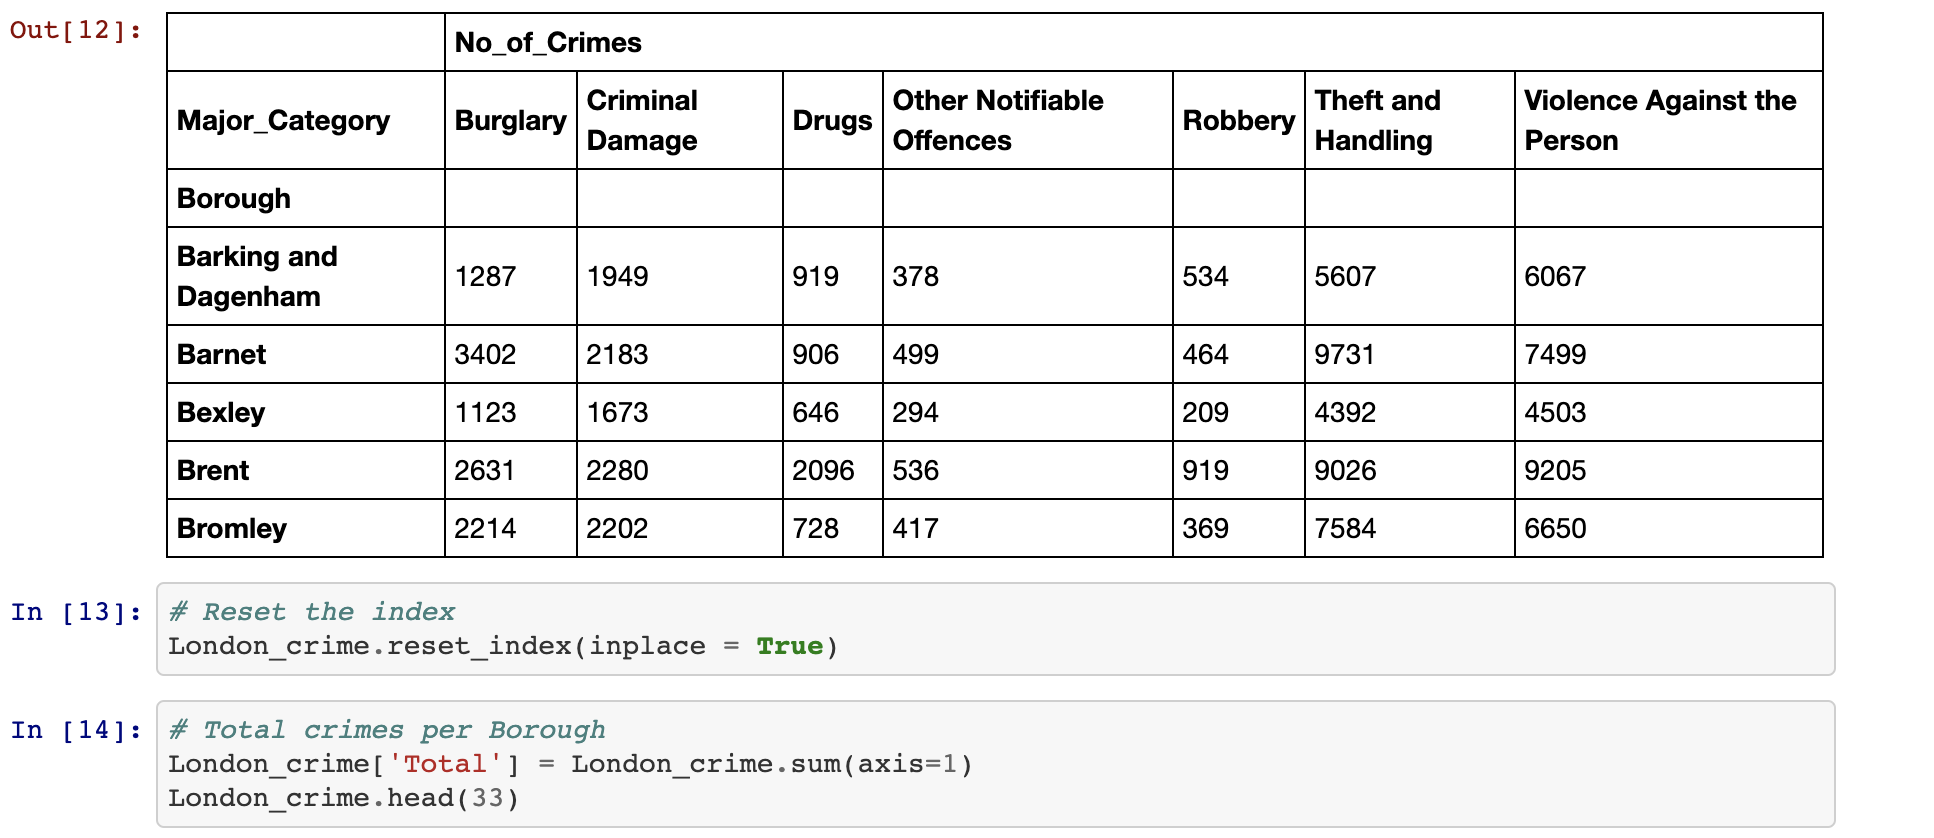 Out[12]:
No_of_Crimes
Major_Category Burglary Criminal Damage Drugs Other Notifiable Offences Robbery Theft and Handling Violence Against the Person
Borough
Barking and Dagenham 1287 1949 919 378 534 5607 6067
Barnet 3402 2183 906 499 464 9731 7499
Bexley 1123 1673 646 294 209 4392 4503
Brent 2631 2280 2096 536 919 9026 9205
Bromley 2214 2202 728 417 369 7584 6650
In [13]: # Reset the index
London_crime.reset_index(inplace = True)
In [14]: # Total crimes per Borough
London_crime['Total'] = London_crime.sum(axis=1)
London_crime.head(33)